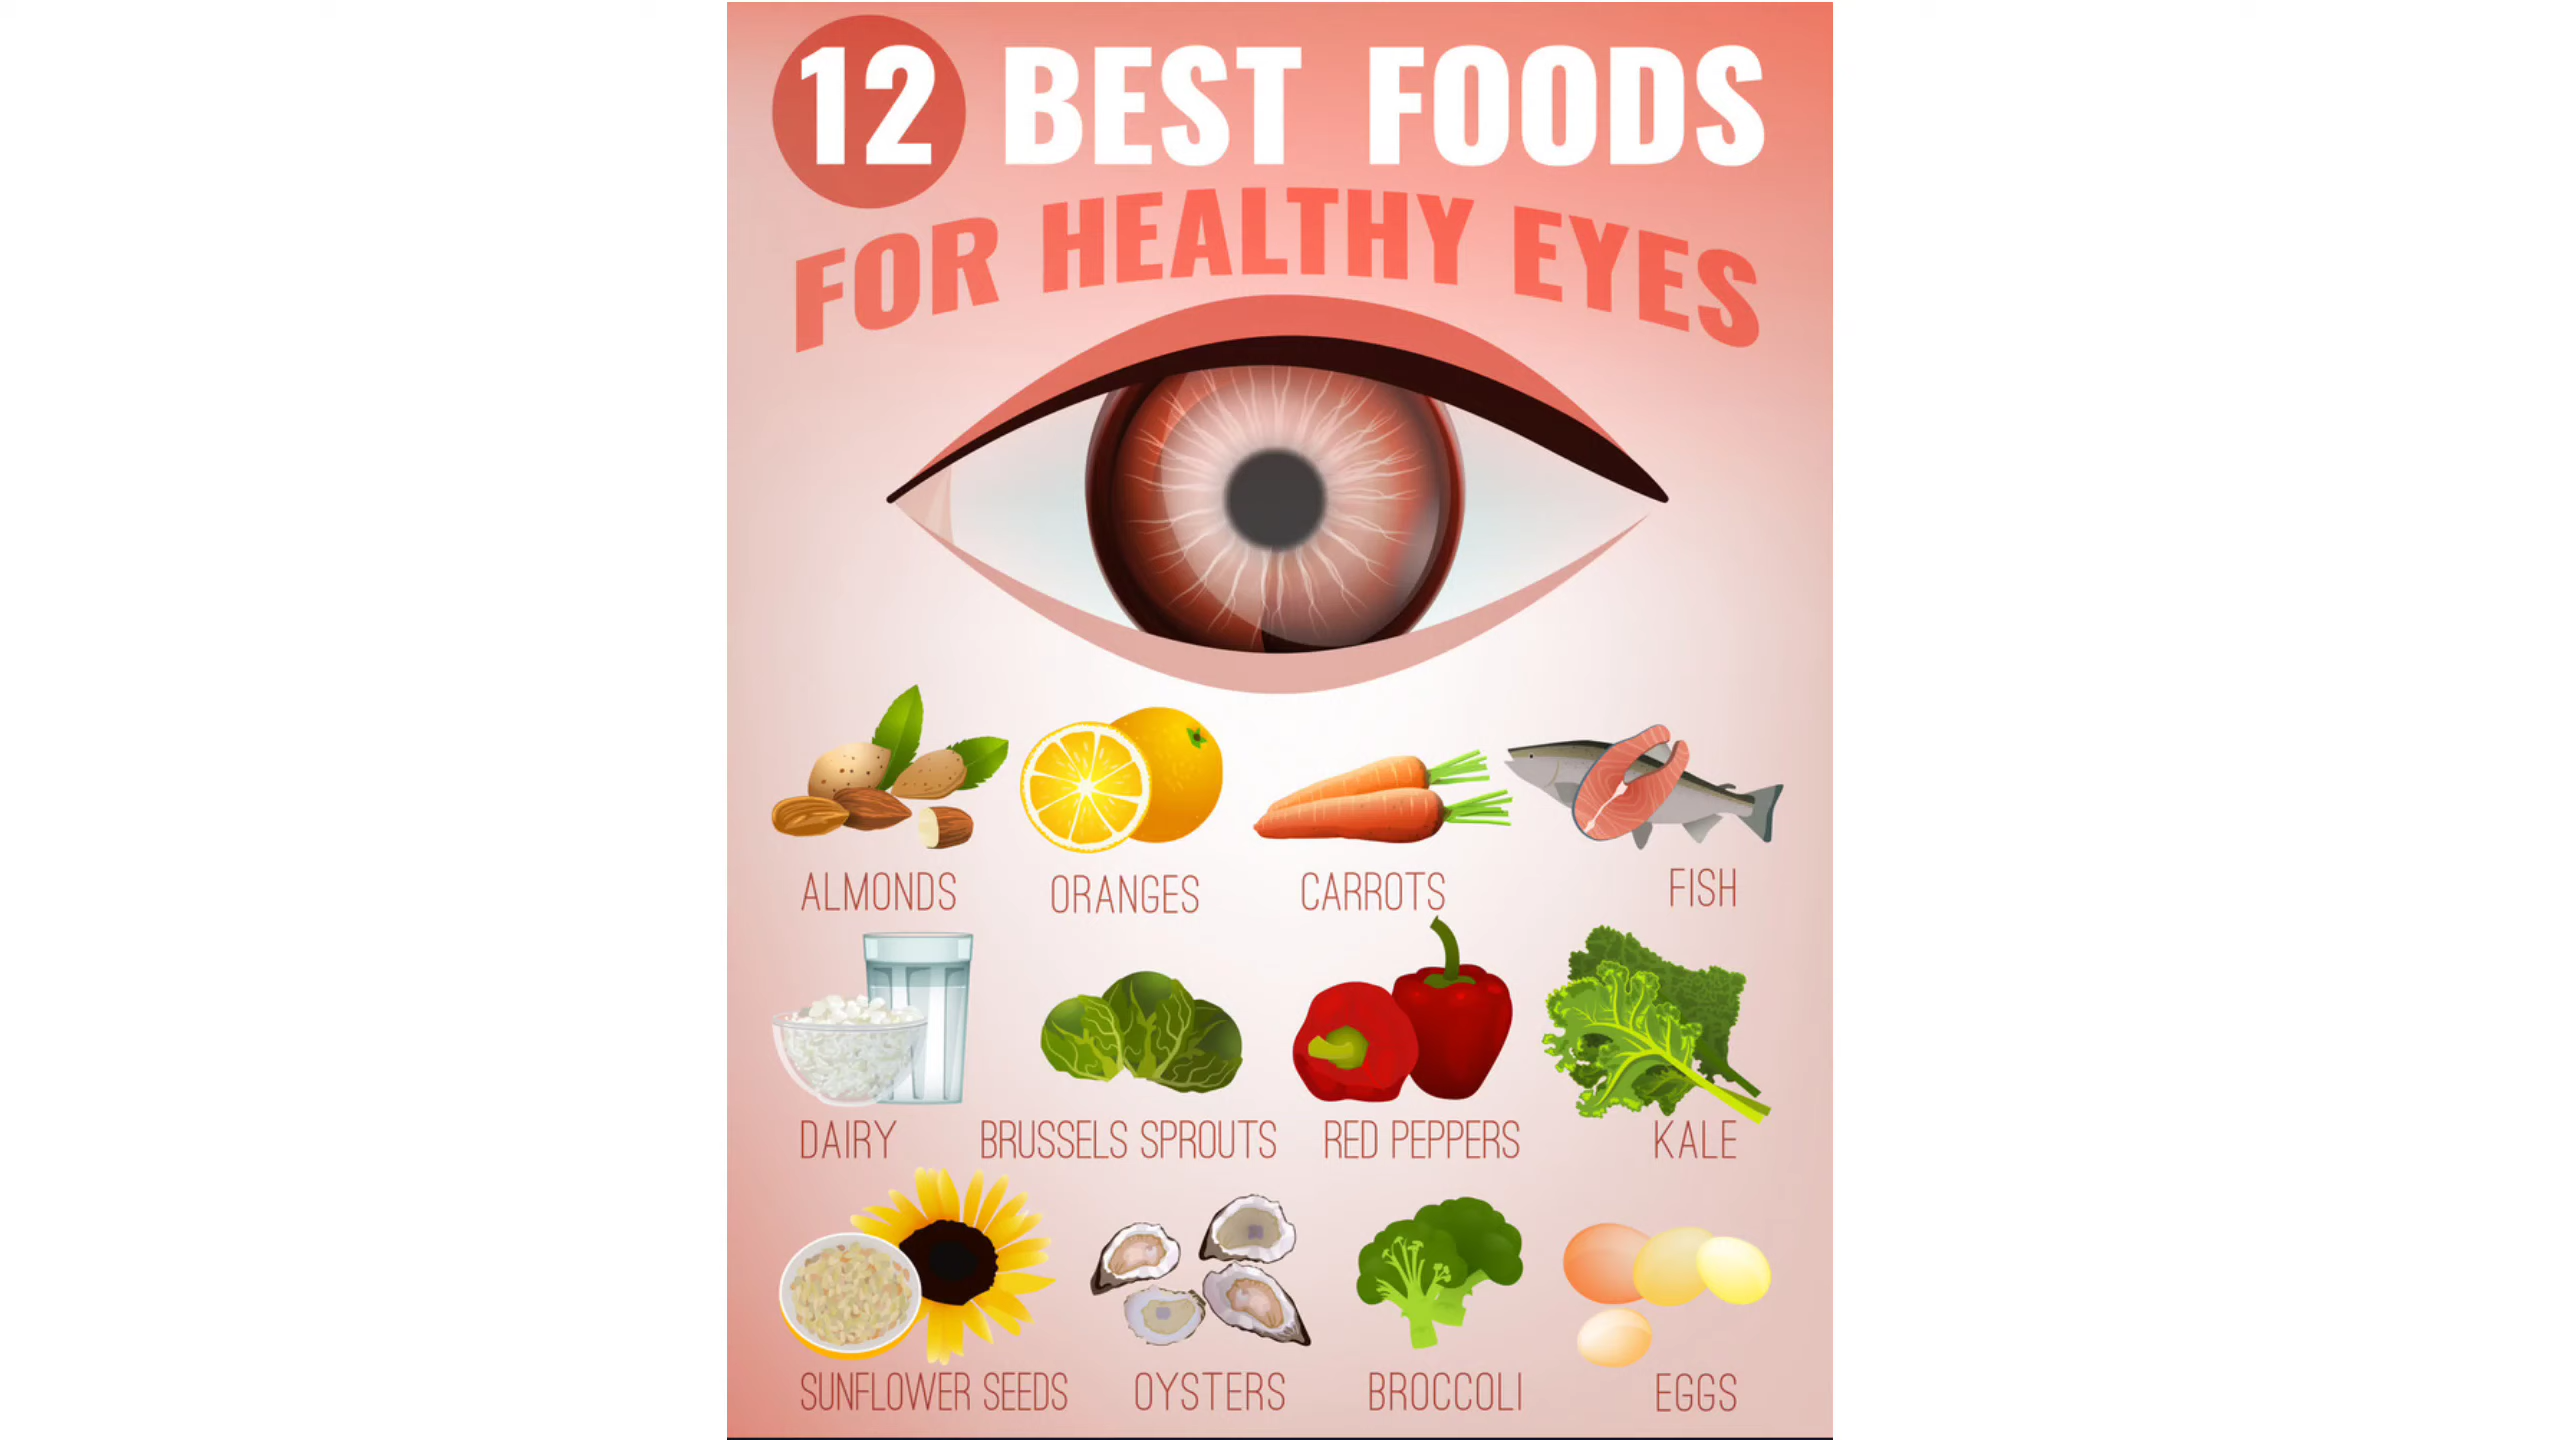 12 BEST FOODS
FOR HEALTHY EYES
ALMONDS
ORANGES
CARROTS
FISH
DAIRY
BRUSSELS SPROUTS
RED PEPPERS
KALE
SUNFLOWER SEEDS
OYSTERS
BROCCOLI
EGGS